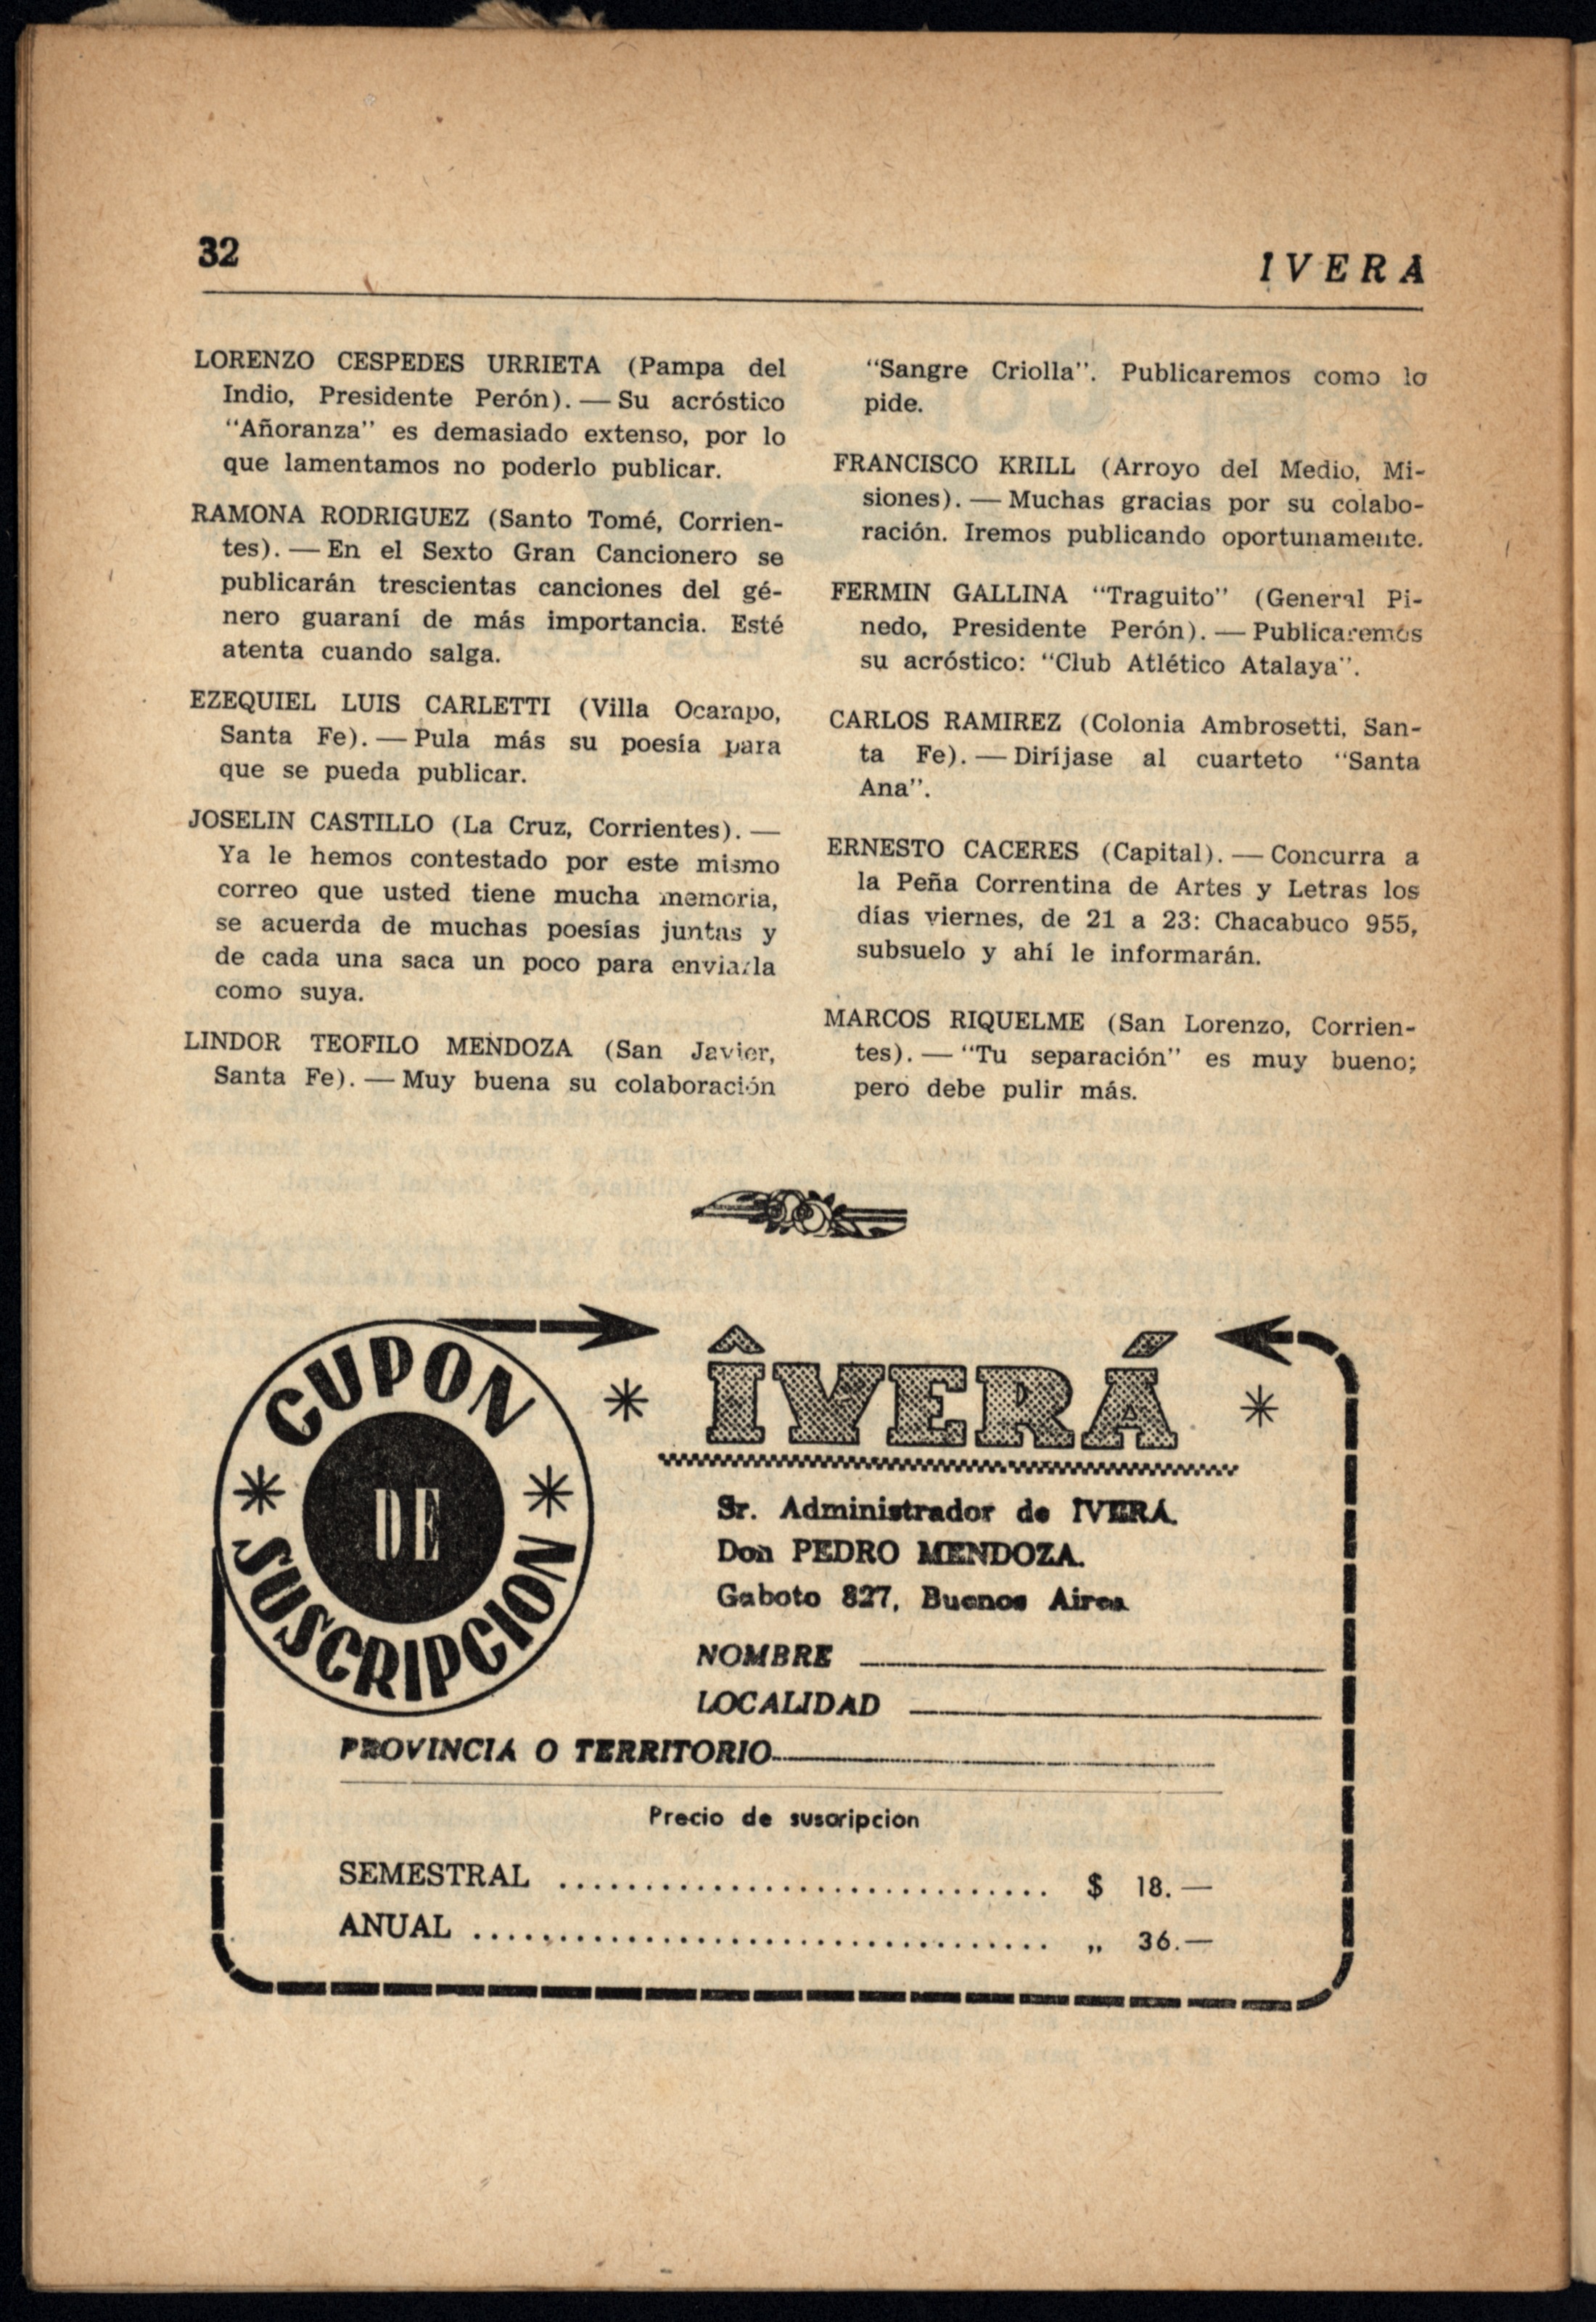 32
IVERA
LORENZO CESPEDES URRIETA (Pampa del
Indio, Presidente Perón). — Su acróstico
“Añoranza” es demasiado extenso, por lo
que lamentamos no poderlo publicar.
RAMONA RODRIGUEZ (Santo Tomé, Corrien-
tes). — En el Sexto Gran Cancionero se
publicarán trescientas canciones del gé-
nero guaraní de más importancia. Esté
atenta cuando salga.
EZEQUIEL LUIS CARLETTI (Villa Ocampo,
Santa Fe). — Pula más su poesía para
que se pueda publicar.
JOSELIN CASTILLO (La Cruz, Corrientes). —
Ya le hemos contestado por este mismo
correo que usted tiene mucha memoria,
se acuerda de muchas poesías juntas y
de cada una saca un poco para enviarla
como suya.
LINDOR TEOFILO MENDOZA (San Javier,
Santa Fe). — Muy buena su colaboración
“Sangre Criolla”. Publicaremos como lo
pide.
FRANCISCO KRILL (Arroyo del Medio, Mi-
siones). — Muchas gracias por su colabo-
ración. Iremos publicando oportunamente.
FERMIN GALLINA “Traguito” (General Pi-
nedo, Presidente Perón). — Publicaremos
su acróstico: “Club Atlético Atalaya”.
CARLOS RAMIREZ (Colonia Ambrosetti, San-
ta Fe). — Diríjase al cuarteto “Santa
Ana”.
ERNESTO CACERES (Capital). — Concurra a
la Peña Correntina de Artes y Letras los
días viernes, de 21 a 23: Chacabuco 955,
subsuelo y ahí le informarán.
MARCOS RIQUELME (San Lorenzo, Corrien-
tes). — “Tu separación” es muy bueno;
pero debe pulir más.
CUPON
DE
SUSCRIPCION
ÎVERÁ
Sr. Administrador de ÎVERÁ.
Don PEDRO MENDOZA.
Gaboto 827, Buenos Aires
NOMBRE
LOCALIDAD
PROVINCIA O TERRITORIO
Precio de suscripcion
SEMESTRAL .............................. $ 18.—
ANUAL .................................. „ 36.—